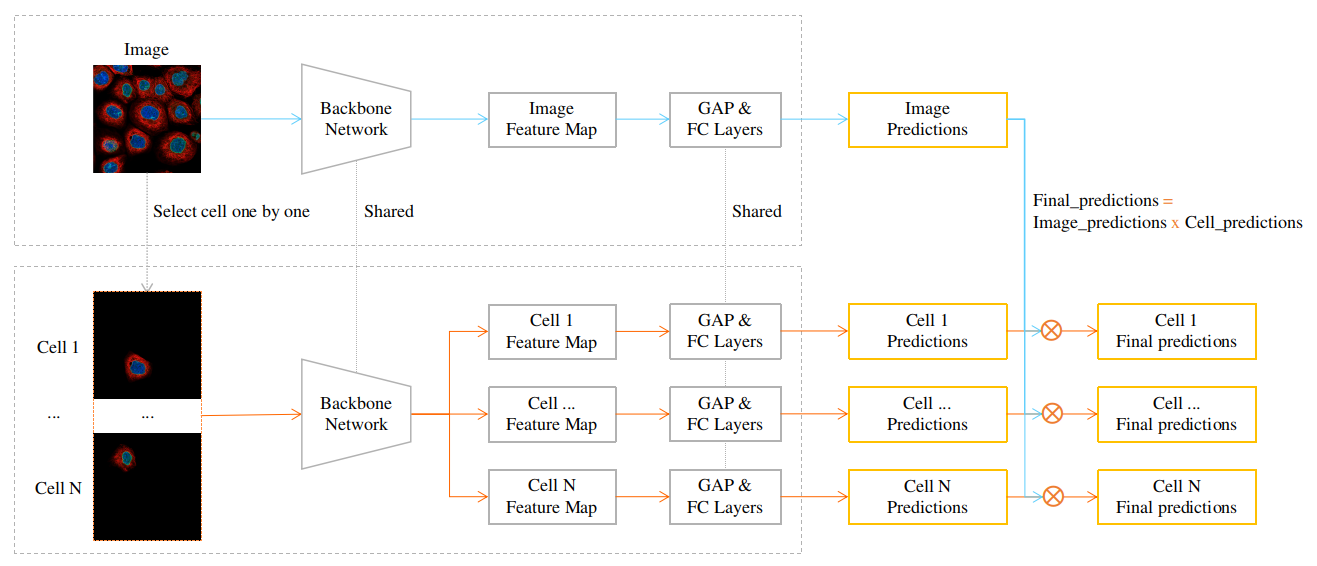 Image
Backbone
Network
Image
Feature Map
GAP &
FC Layers
Image
Predictions
Select cell one by one
Shared
Shared
Final_predictions =
Image_predictions x Cell_predictions
Cell 1
Cell 1
Feature Map
GAP &
FC Layers
Cell 1
Predictions
Cell 1
Final predictions
...
...
Backbone
Network
Cell ...
Feature Map
GAP &
FC Layers
Cell ...
Predictions
Cell ...
Final predictions
Cell N
Cell N
Feature Map
GAP &
FC Layers
Cell N
Predictions
Cell N
Final predictions